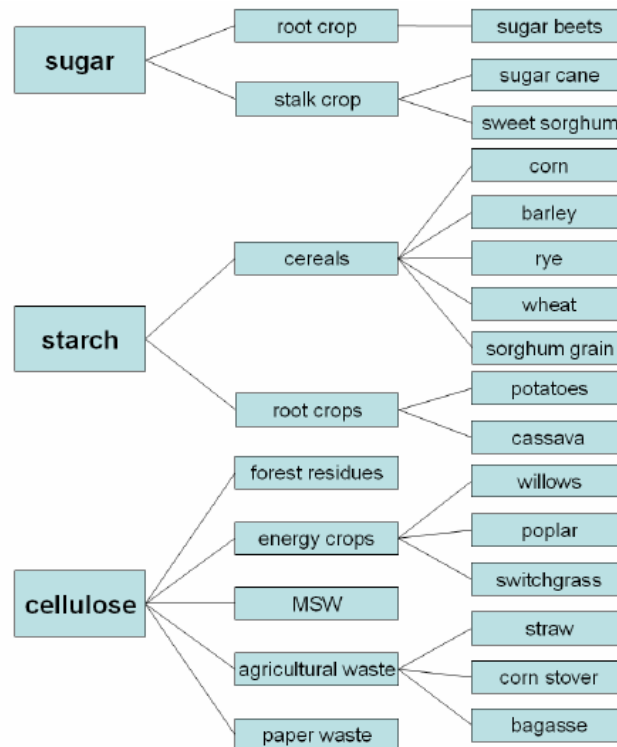 sugar
root crop
sugar beets
stalk crop
sugar cane
sweet sorghum
starch
cereals
corn
barley
rye
wheat
sorghum grain
root crops
potatoes
cassava
cellulose
forest residues
energy crops
willows
poplar
switchgrass
MSW
agricultural waste
straw
corn stover
bagasse
paper waste